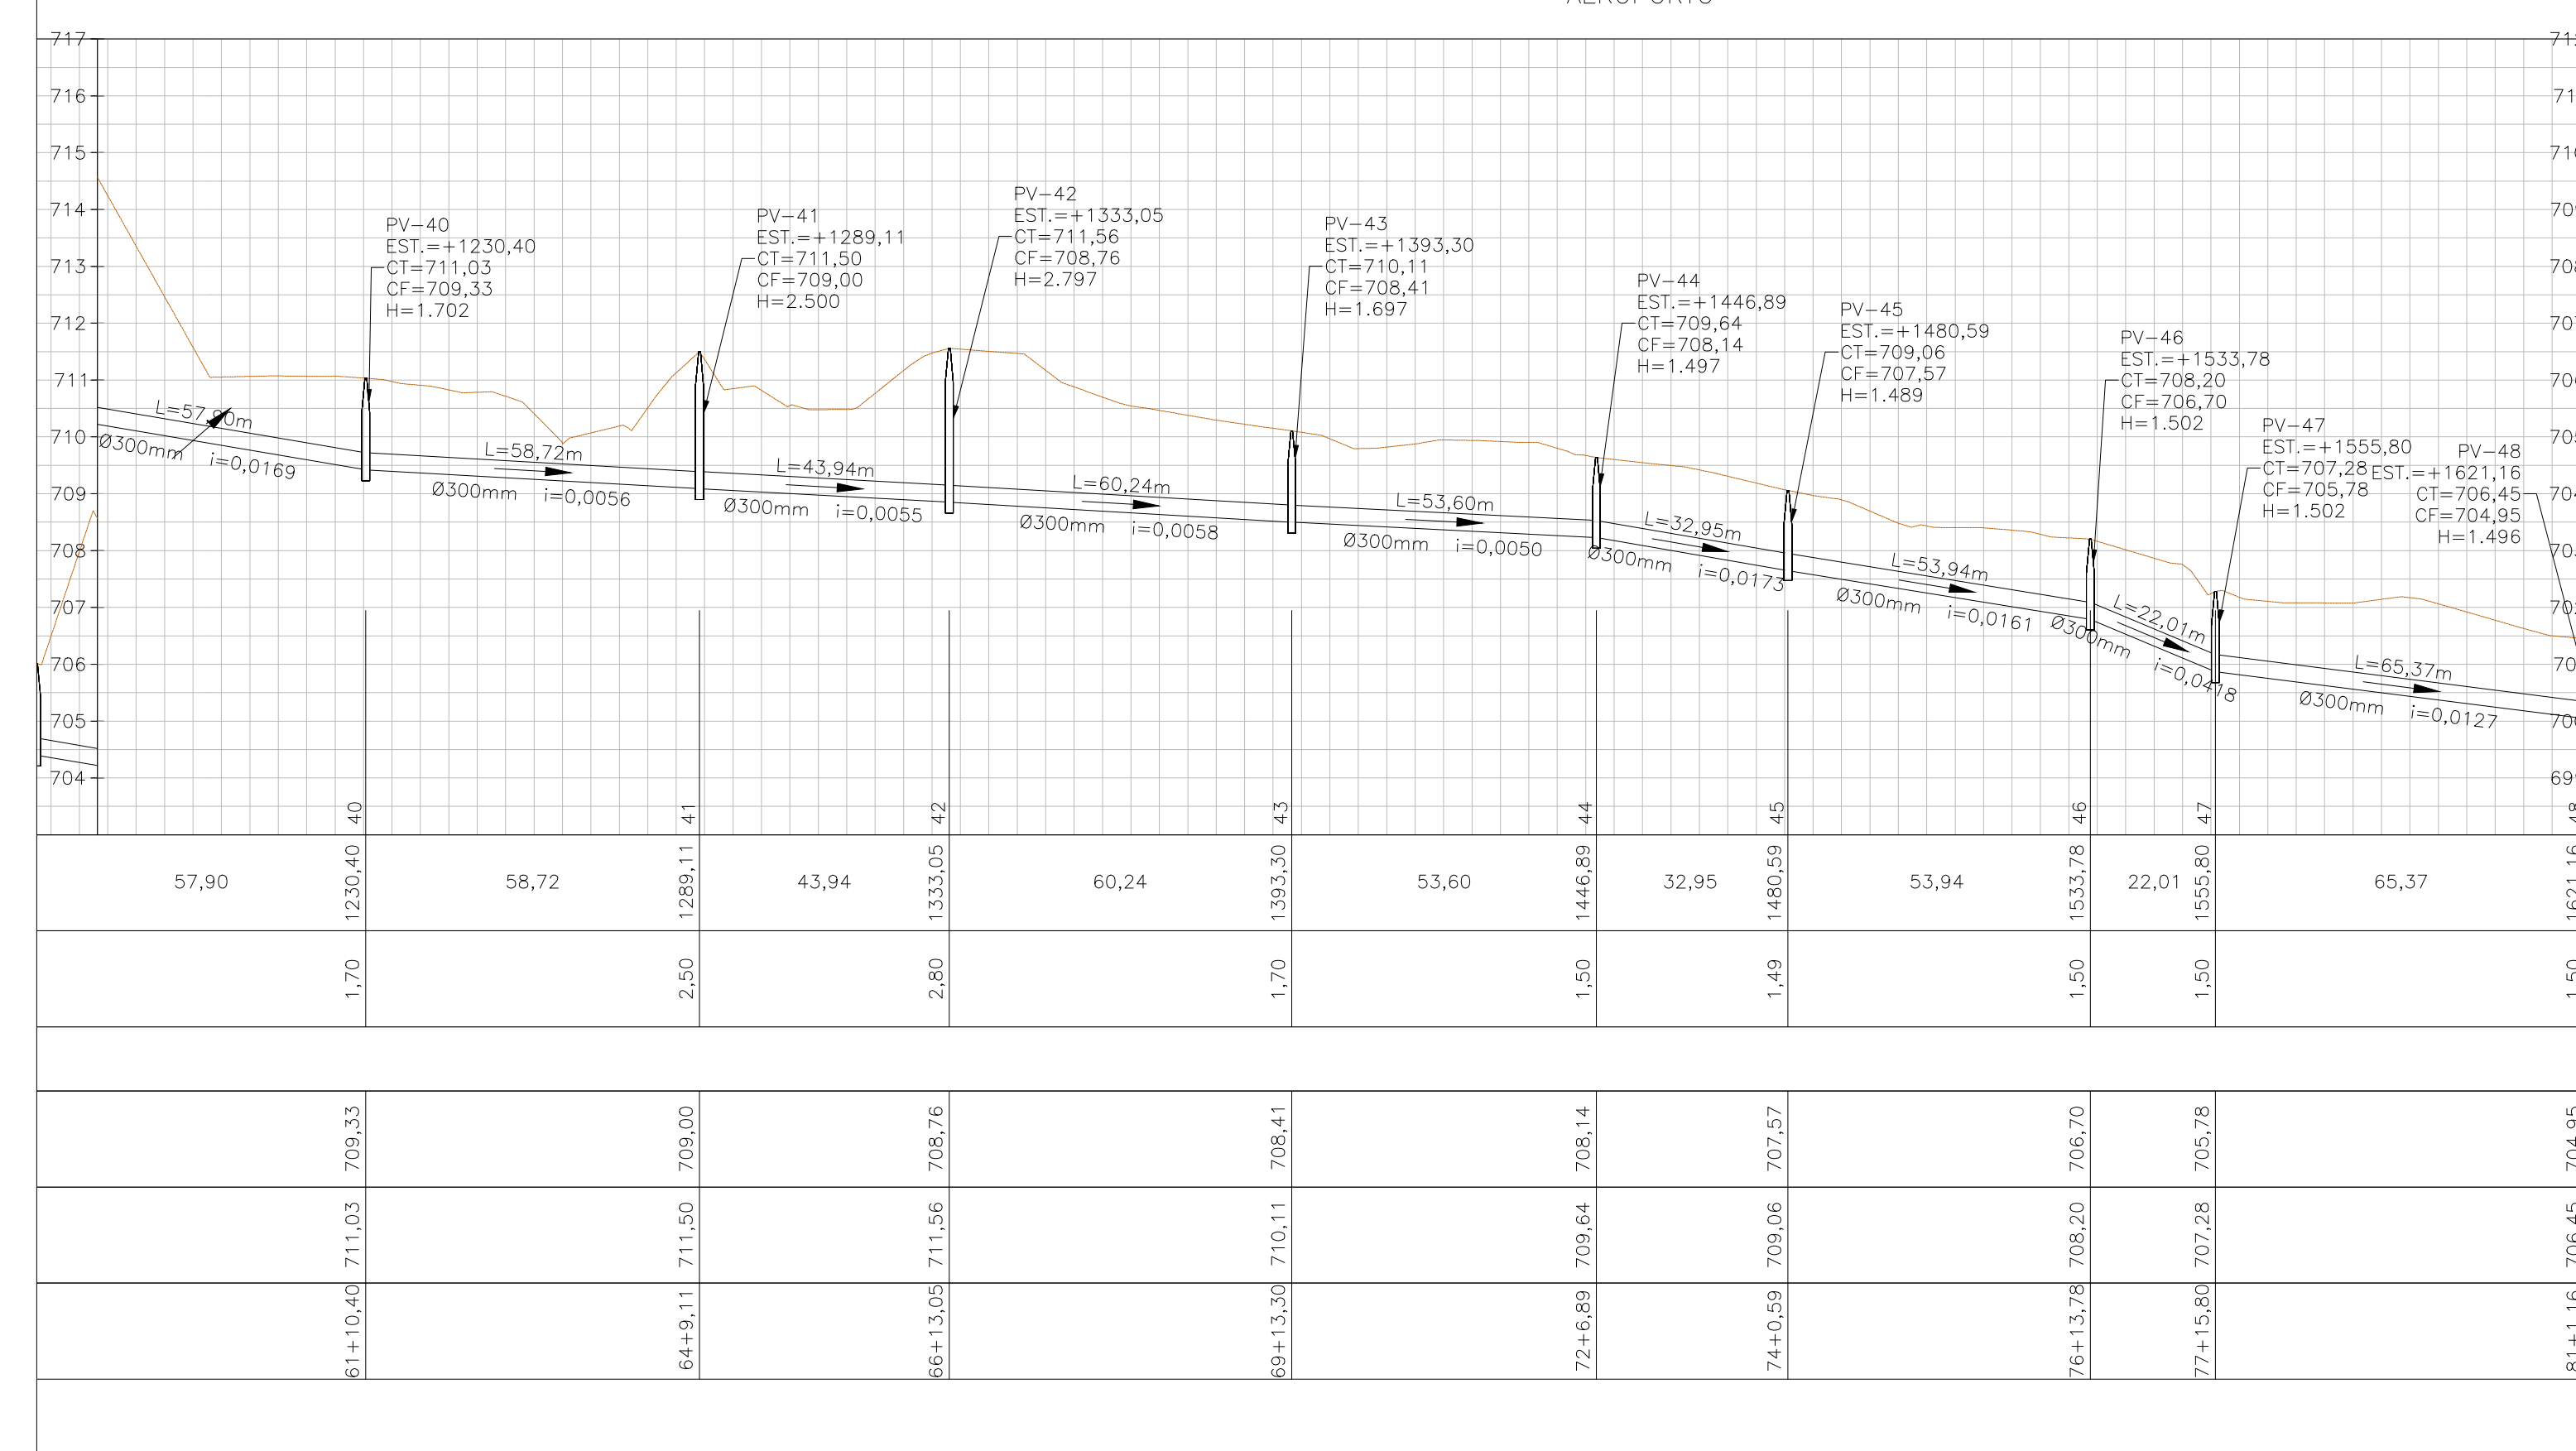 717
716
715
714
713
712
711
710
709
708
707
706
705
704
PV-40
EST.=+1230,40
CT=711,03
CF=709,33
H=1.702
PV-41
EST.=+1289,11
CT=711,50
CF=709,00
H=2.500
PV-42
EST.=+1333,05
CT=711,56
CF=708,76
H=2.797
PV-43
EST.=+1393,30
CT=710,11
CF=708,41
H=1.697
PV-44
EST.=+1446,89
CT=709,64
CF=708,14
H=1.497
PV-45
EST.=+1480,59
CT=709,06
CF=707,57
H=1.489
PV-46
EST.=+1533,78
CT=708,20
CF=706,70
H=1.502
PV-47
EST.=+1555,80
CT=707,28
CF=705,78
H=1.502
PV-48
EST.=+1621,16
CT=706,45
CF=704,95
H=1.496
L=57,90m
Ø300mm i=0,0169
L=58,72m
Ø300mm i=0,0056
L=43,94m
Ø300mm i=0,0055
L=60,24m
Ø300mm i=0,0058
L=53,60m
Ø300mm i=0,0050
L=32,95m
Ø300mm i=0,0173
L=53,94m
Ø300mm i=0,0161
L=22,01m
Ø300mm i=0,0418
L=65,37m
Ø300mm i=0,0127
40 41 42 43 44 45 46 47
57,90 1230,40 58,72 1289,11 43,94 1333,05 60,24 1393,30 53,60 1446,89 32,95 1480,59 53,94 1533,78 22,01 1555,80 65,37 1621,16
1,70 2,50 2,80 1,70 1,50 1,49 1,50 1,50 1,50
709,33 709,00 708,76 708,41 708,14 707,57 706,70 705,78 704,95
711,03 711,50 711,56 710,11 709,64 709,06 708,20 707,28 706,45
61+10,40 64+9,11 66+13,05 69+13,30 72+6,89 74+0,59 76+13,78 77+15,80 81+1,16